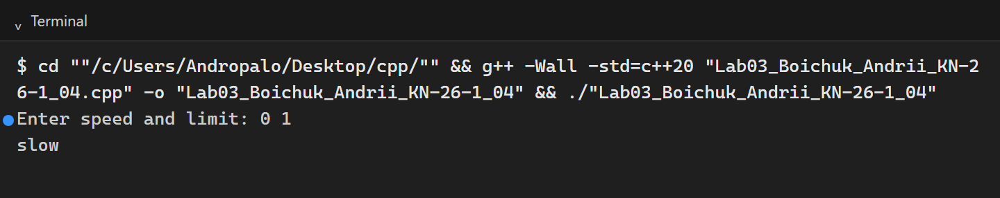 Terminal
$ cd ""/c/Users/Andropalo/Desktop/cpp/"" && g++ -Wall -std=c++20 "Lab03_Boichuk_Andrii_KN-2
6-1_04.cpp" -o "Lab03_Boichuk_Andrii_KN-26-1_04" && ./"Lab03_Boichuk_Andrii_KN-26-1_04"
Enter speed and limit: 0 1
slow